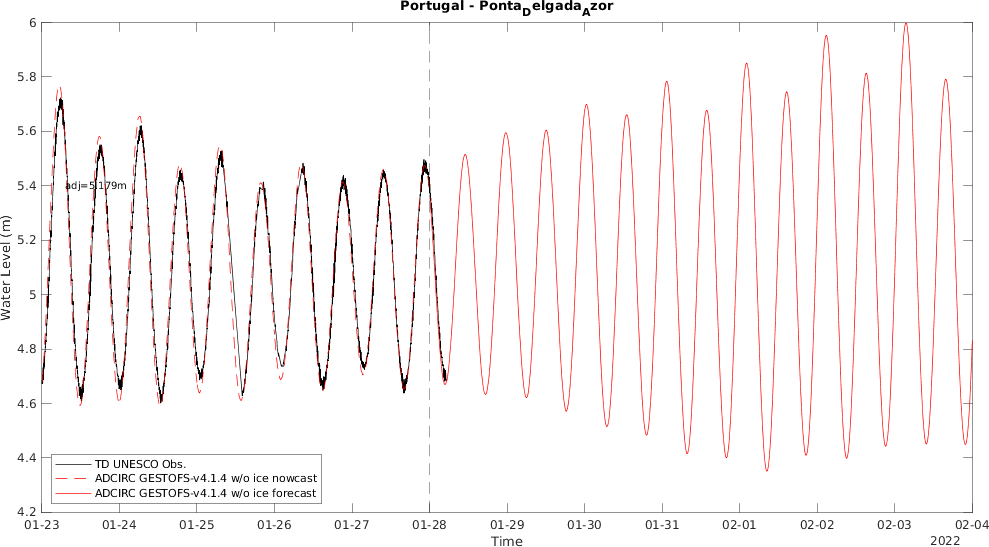 Portugal - PontaDelgadaAzor
6
5.8
5.6
5.4
5.2
5
4.8
4.6
4.4
4.2
Water Level (m)
adj=5.179m
TD UNESCO Obs.
ADCIRC GESTOFS-v4.1.4 w/o ice nowcast
ADCIRC GESTOFS-v4.1.4 w/o ice forecast
01-23 01-24 01-25 01-26 01-27 01-28 01-29 01-30 01-31 02-01 02-02 02-03 02-04
Time
2022